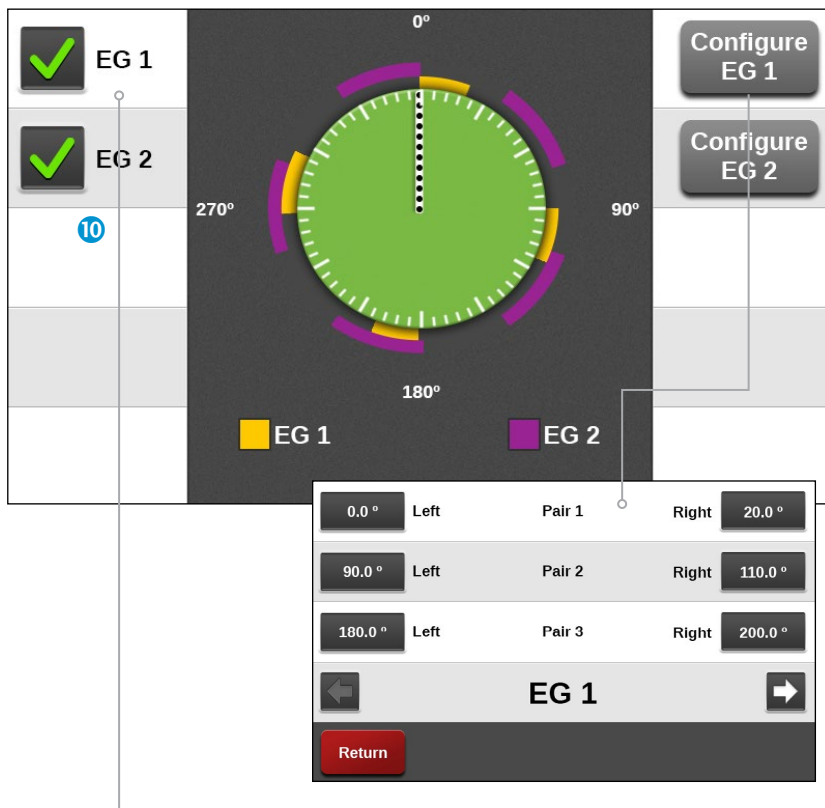 0º
EG 1
Configure
EG 1
EG 2
Configure
EG 2
270º
90º
10
180º
EG 1
EG 2
0.0 º Left Pair 1 Right 20.0 º
90.0 º Left Pair 2 Right 110.0 º
180.0 º Left Pair 3 Right 200.0 º
EG 1
Return